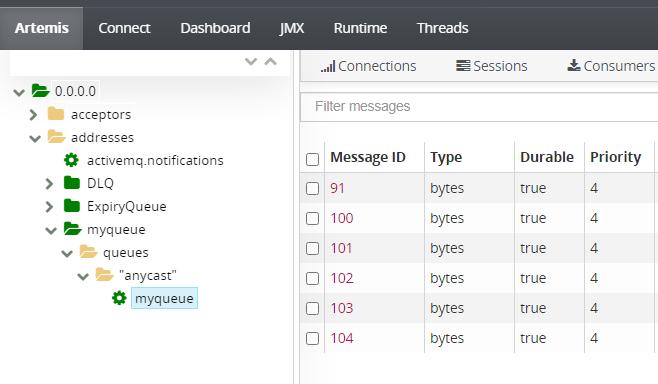 Artemis Connect Dashboard JMX Runtime Threads
Connections Sessions Consumers
0.0.0.0
acceptors
addresses
activemq.notifications
DLQ
ExpiryQueue
myqueue
queues
"anycast"
myqueue
Filter messages
Message ID Type Durable Priority
91 bytes true 4
100 bytes true 4
101 bytes true 4
102 bytes true 4
103 bytes true 4
104 bytes true 4